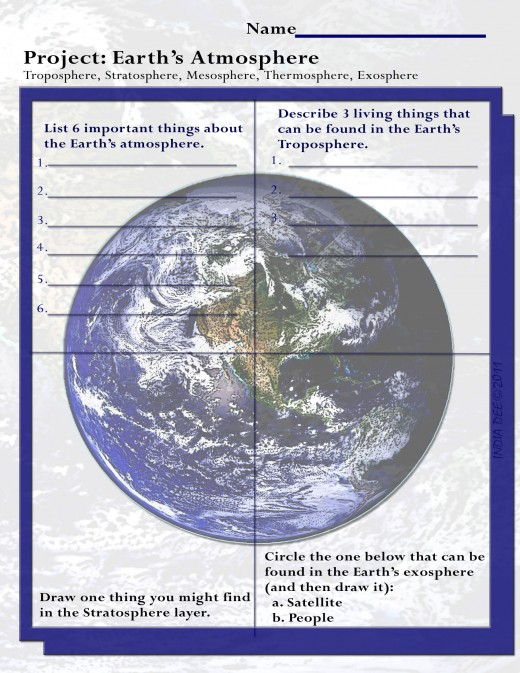 Name
Project: Earth's Atmosphere
Troposphere, Stratosphere, Mesosphere, Thermosphere, Exosphere
List 6 important things about
the Earth's atmosphere.
1.
2.
3.
4.
5.
6.
Describe 3 living things that
can be found in the Earth's
Troposphere.
1.
2.
3.
Draw one thing you might find
in the Stratosphere layer.
Circle the one below that can be
found in the Earth's exosphere
(and then draw it):
a. Satellite
b. People
INDIA DEE©2011